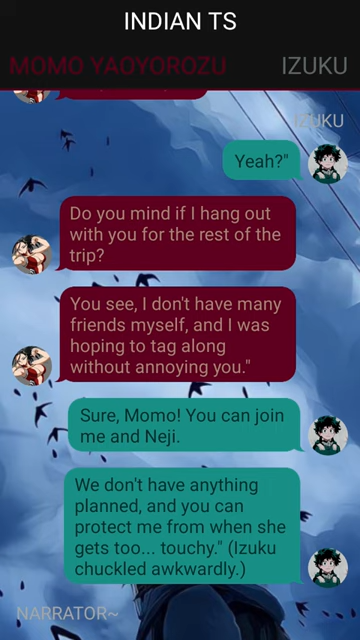 INDIAN TS
MOMO YAOYOROZU
IZUKU
IZUKU
Yeah?"
Do you mind if I hang out
with you for the rest of the
trip?
You see, I don't have many
friends myself, and I was
hoping to tag along
without annoying you."
Sure, Momo! You can join
me and Neji.
We don't have anything
planned, and you can
protect me from when she
gets too... touchy." (Izuku
chuckled awkwardly.)
NARRATOR~